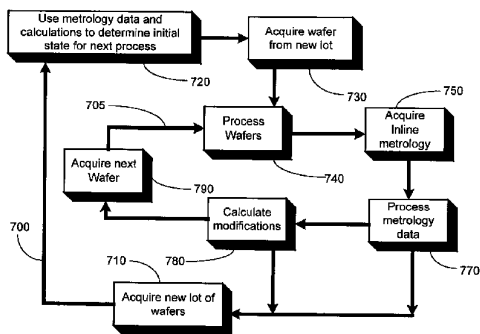 Use metrology data and
calculations to determine initial
state for next process
720
Acquire wafer
from new lot
730
705
750
Process
Wafers
740
Acquire
Inline
metrology
Acquire next
Wafer
790
Calculate
modifications
780
Process
metrology
data
770
700
710
Acquire new lot of
wafers